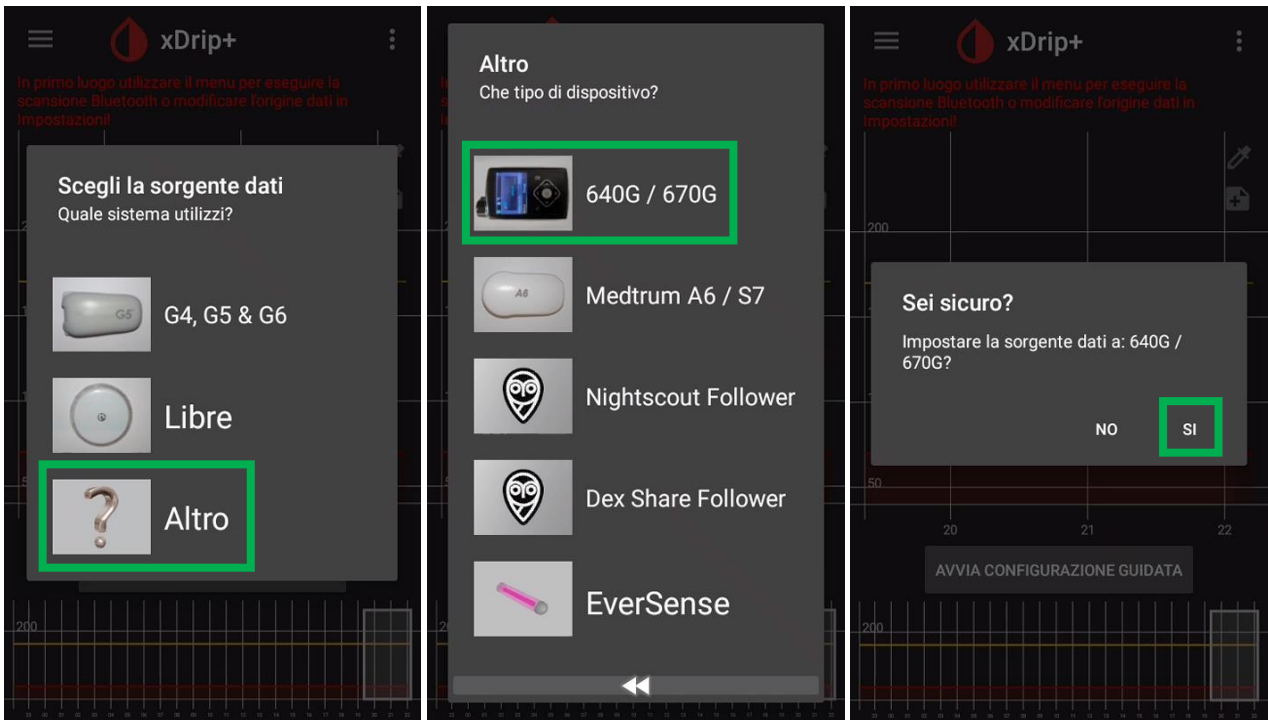 xDrip+
In primo luogo utilizzare il menu per eseguire la
scansione Bluetooth o modificare l'origine dati in
Impostazioni!
Scegli la sorgente dati
Quale sistema utilizzi?
G5
G4, G5 & G6
Libre
Altro
200
Altro
Che tipo di dispositivo?
640G / 670G
A6
Medtrum A6 / S7
Nightscout Follower
Dex Share Follower
EverSense
xDrip+
In primo luogo utilizzare il menu per eseguire la
scansione Bluetooth o modificare l'origine dati in
Impostazioni!
200
Sei sicuro?
Impostare la sorgente dati a: 640G /
670G?
NO
SI
50
20
21
22
AVVIA CONFIGURAZIONE GUIDATA
200